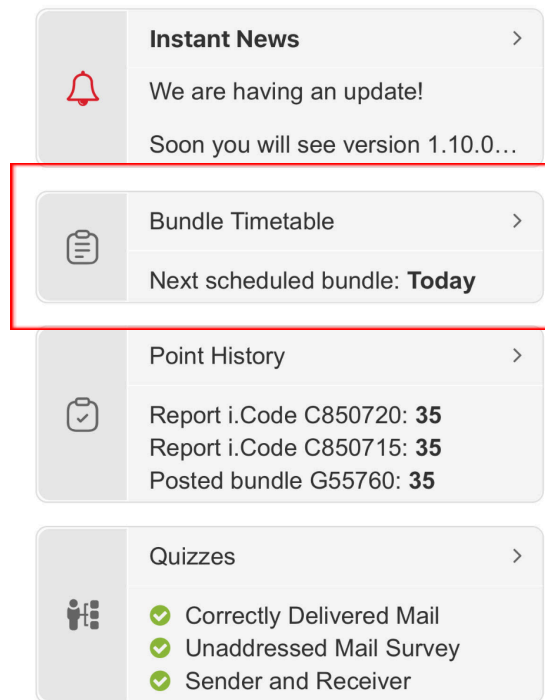 Instant News
We are having an update!
Soon you will see version 1.10.0…
Bundle Timetable
Next scheduled bundle: Today
Point History
Report i.Code C850720: 35
Report i.Code C850715: 35
Posted bundle G55760: 35
Quizzes
Correctly Delivered Mail
Unaddressed Mail Survey
Sender and Receiver